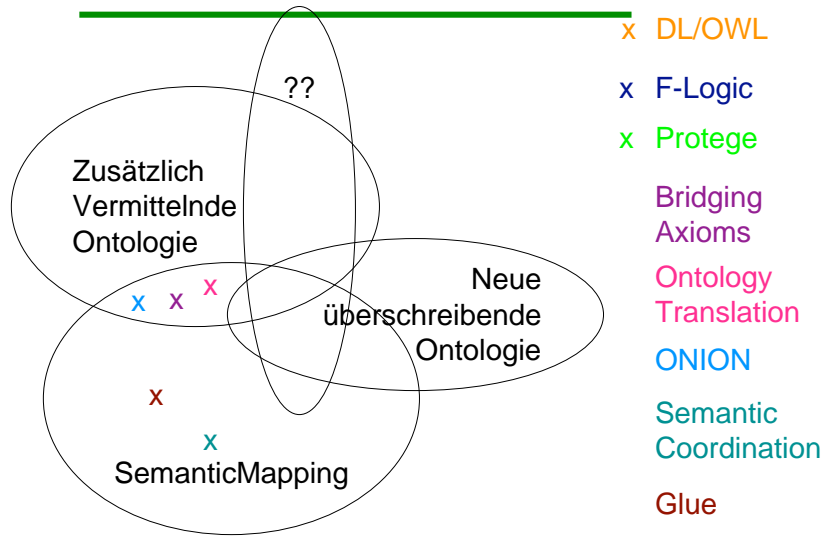 ??
Zusätzlich
Vermittelnde
Ontologie
Neue
überschreibende
Ontologie
x x x
x
x
SemanticMapping
x DL/OWL
x F-Logic
x Protege
Bridging
Axioms
Ontology
Translation
ONION
Semantic
Coordination
Glue